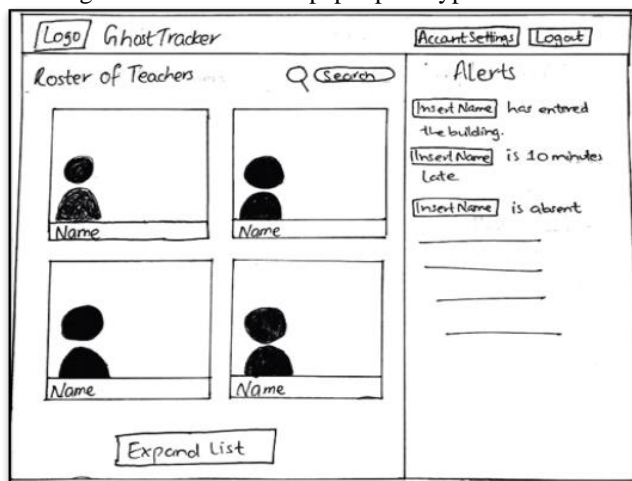 Logo GhostTracker
Account Settings Logout
Roster of Teachers
Search
Name
Name
Name
Name
Expand List
Alerts
Insert Name has entered
the building.
Insert Name is 10 minutes
Late
Insert Name is absent